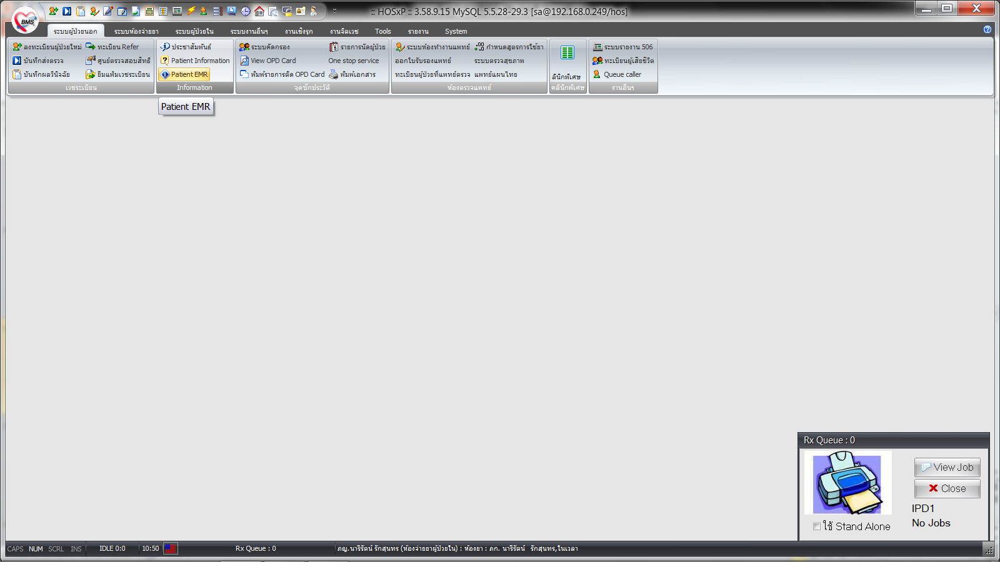 BMS
:: HOSxP :: 3.58.9.15 MySQL 5.5.28-29.3 [sa@192.168.0.249/hos]
ระบบผู้ป่วยนอก ระบบห้องจ่ายยา ระบบผู้ป่วยใน ระบบงานอื่นๆ งานเชิงรุก งานจิตเวช Tools รายงาน System
ลงทะเบียนผู้ป่วยใหม่ ทะเบียน Refer
บันทึกส่งตรวจ ศูนย์ตรวจสอบสิทธิ
บันทึกผลวินิจฉัย ยืมแฟ้มเวชระเบียน
เวชระเบียน
ประชาสัมพันธ์
Patient Information
Patient EMR
Information
ระบบคัดกรอง รายการนัดผู้ป่วย
View OPD Card One stop service
พิมพ์รายการติด OPD Card พิมพ์เอกสาร
จุดซักประวัติ
ระบบห้องทำงานแพทย์ กำหนดสูตรการใช้ยา
ออกใบรับรองแพทย์ ระบบตรวจสุขภาพ
ทะเบียนผู้ป่วยที่แพทย์ตรวจ แพทย์แผนไทย
ห้องตรวจแพทย์
ลินิกพิเศษ
คลินิกพิเศษ
ระบบรายงาน 506
ทะเบียนผู้เสียชีวิต
Queue caller
งานอื่นๆ
Patient EMR
Rx Queue : 0
View Job
Close
IPD1
No Jobs
ใช้ Stand Alone
CAPS NUM SCRL INS IDLE 0:0 10:50 Rx Queue : 0 ภญ.นารีรัตน์ รักสุนทร (ห้องจ่ายยาผู้ป่วยใน) : ห้องยา : ภก. นารีรัตน์ รักสุนทร,ในเวลา